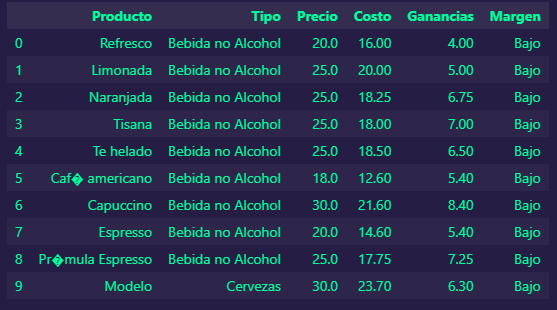 Producto Tipo Precio Costo Ganancias Margen
0 Refresco Bebida no Alcohol 20.0 16.00 4.00 Bajo
1 Limonada Bebida no Alcohol 25.0 20.00 5.00 Bajo
2 Naranjada Bebida no Alcohol 25.0 18.25 6.75 Bajo
3 Tisana Bebida no Alcohol 25.0 18.00 7.00 Bajo
4 Te helado Bebida no Alcohol 25.0 18.50 6.50 Bajo
5 Caf� americano Bebida no Alcohol 18.0 12.60 5.40 Bajo
6 Capuccino Bebida no Alcohol 30.0 21.60 8.40 Bajo
7 Espresso Bebida no Alcohol 20.0 14.60 5.40 Bajo
8 Pr�mula Espresso Bebida no Alcohol 25.0 17.75 7.25 Bajo
9 Modelo Cervezas 30.0 23.70 6.30 Bajo